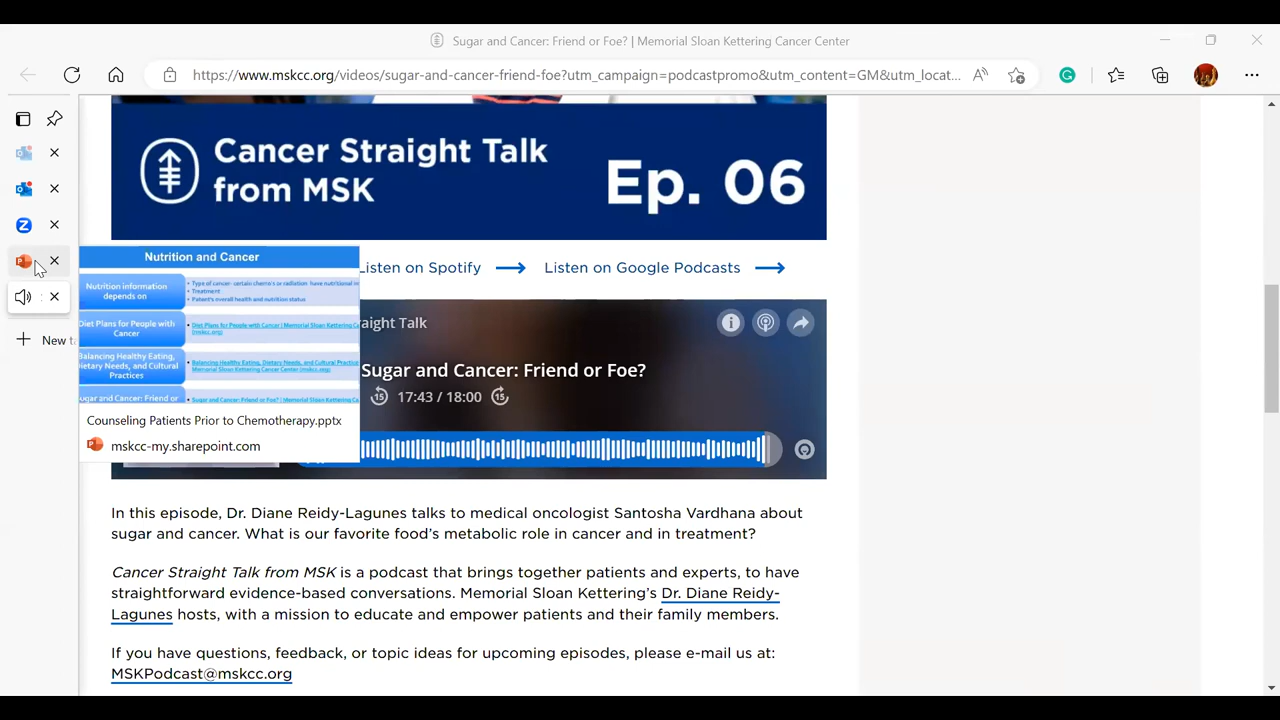 Sugar and Cancer: Friend or Foe? | Memorial Sloan Kettering Cancer Center
https://www.mskcc.org/videos/sugar-and-cancer-friend-foe?utm_campaign=podcastpromo&utm_content=GM&utm_locat...
Cancer Straight Talk
from MSK
Ep. 06
Listen on Spotify
Listen on Google Podcasts
Nutrition and Cancer
Nutrition information
depends on
Treatment
Patient's overall health and nutrition status
Diet Plans for People with
Cancer
Diet Plans for People with Cancer | Memorial Sloan Kettering Ca
(mskcc.org)
Balancing Healthy Eating,
Dietary Needs, and Cultural
Practices
Balancing Healthy Eating, Dietary Needs, and Cultural Practice
Memorial Sloan Kettering Cancer Center (mskcc.org)
Sugar and Cancer: Friend or
Sugar and Cancer: Friend or Foe? | Memorial Sloan Kettering Ca
Counseling Patients Prior to Chemotherapy.pptx
mskcc-my.sharepoint.com
New ta
aight Talk
Sugar and Cancer: Friend or Foe?
15 17:43 / 18:00 15
In this episode, Dr. Diane Reidy-Lagunes talks to medical oncologist Santosha Vardhana about
sugar and cancer. What is our favorite food's metabolic role in cancer and in treatment?
Cancer Straight Talk from MSK is a podcast that brings together patients and experts, to have
straightforward evidence-based conversations. Memorial Sloan Kettering's Dr. Diane Reidy-
Lagunes hosts, with a mission to educate and empower patients and their family members.
If you have questions, feedback, or topic ideas for upcoming episodes, please e-mail us at:
MSKPodcast@mskcc.org